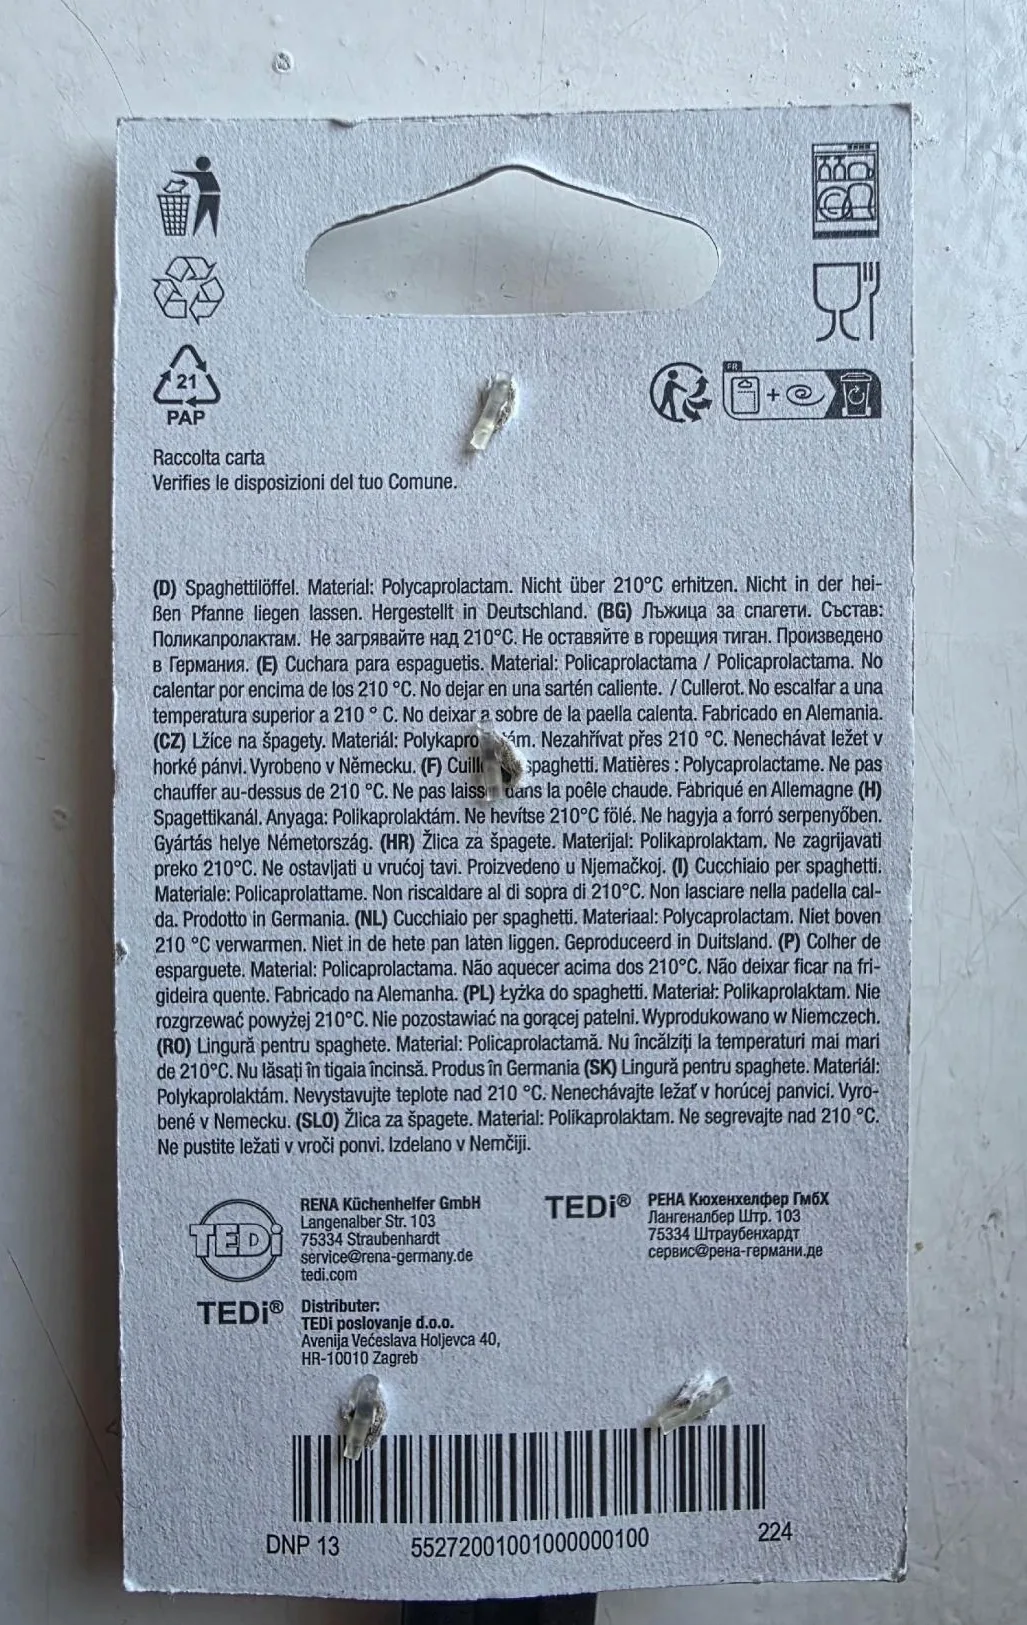 21
PAP
FR
+
Raccolta carta
Verifies le disposizioni del tuo Comune.
(D) Spaghettilöffel. Material: Polycaprolactam. Nicht über 210°C erhitzen. Nicht in der hei-
ßen Pfanne liegen lassen. Hergestellt in Deutschland. (BG) Лъжица за спагети. Състав:
Поликапролактам. Не загрявайте над 210°C. Не оставяйте в горещия тиган. Произведено
в Германия. (E) Cuchara para espaguetis. Material: Policaprolactama / Policaprolactama. No
calentar por encima de los 210 °C. No dejar en una sartén caliente. / Cullerot. No escalfar a una
temperatura superior a 210 ° C. No deixar a sobre de la paella calenta. Fabricado en Alemania.
(CZ) Lžíce na špagety. Materiál: Nezahřívat přes 210 °C. Nenechávat ležet v
horké pánvi. Vyrobeno v Německu. (F) spaghetti. Matières : Polycaprolactame. Ne pas
chauffer au-dessus de 210 °C. Ne pas dans la poêle chaude. Fabriqué en Allemagne (H)
Spagettikanál. Anyaga: Polikaprolaktám. Ne hevítse 210°C fölé. Ne hagyja a forró serpenyőben.
Gyártás helye Németország. (HR) Žlica za špagete. Materijal: Polikaprolaktam. Ne zagrijavati
preko 210°C. Ne ostavljati u vrućoj tavi. Proizvedeno u Njemačkoj. (I) Cucchiaio per spaghetti.
Materiale: Policaprolattame. Non riscaldare al di sopra di 210°C. Non lasciare nella padella cal-
da. Prodotto in Germania. (NL) Cucchiaio per spaghetti. Materiaal: Polycaprolactam. Niet boven
210 °C verwarmen. Niet in de hete pan laten liggen. Geproduceerd in Duitsland. (P) Colher de
esparguete. Material: Policaprolactama. Não aquecer acima dos 210°C. Não deixar ficar na fri-
gideira quente. Fabricado na Alemanha. (PL) Łyżka do spaghetti. Materiał: Polikaprolaktam. Nie
rozgrzewać powyżej 210°C. Nie pozostawiać na gorącej patelni. Wyprodukowano w Niemczech.
(RO) Lingură pentru spaghete. Material: Policaprolactamă. Nu încălziți la temperaturi mai mari
de 210°C. Nu lăsați în tigaia încinsă. Produs în Germania (SK) Lingură pentru spaghete. Materiál:
Polykaprolaktám. Nevystavujte teplote nad 210 °C. Nenechávajte ležať v horúcej panvici. Vyro-
bené v Nemecku. (SLO) Žlica za špagete. Material: Polikaprolaktam. Ne segrevajte nad 210 °C.
Ne pustite ležati v vroči ponvi. Izdelano v Nemčiji.
TEDi
RENA Küchenhelfer GmbH
Langenalber Str. 103
75334 Straubenhardt
service@rena-germany.de
tedi.com
TEDi®
РЕНА Кюхенхелфер ГмбХ
Лангеналбер Штр. 103
75334 Штраубенхардт
сервис@рена-германи.де
TEDi®
Distributer:
TEDi poslovanje d.o.o.
Avenija Većeslava Holjevca 40,
HR-10010 Zagreb
DNP 13 55272001001000000100 224